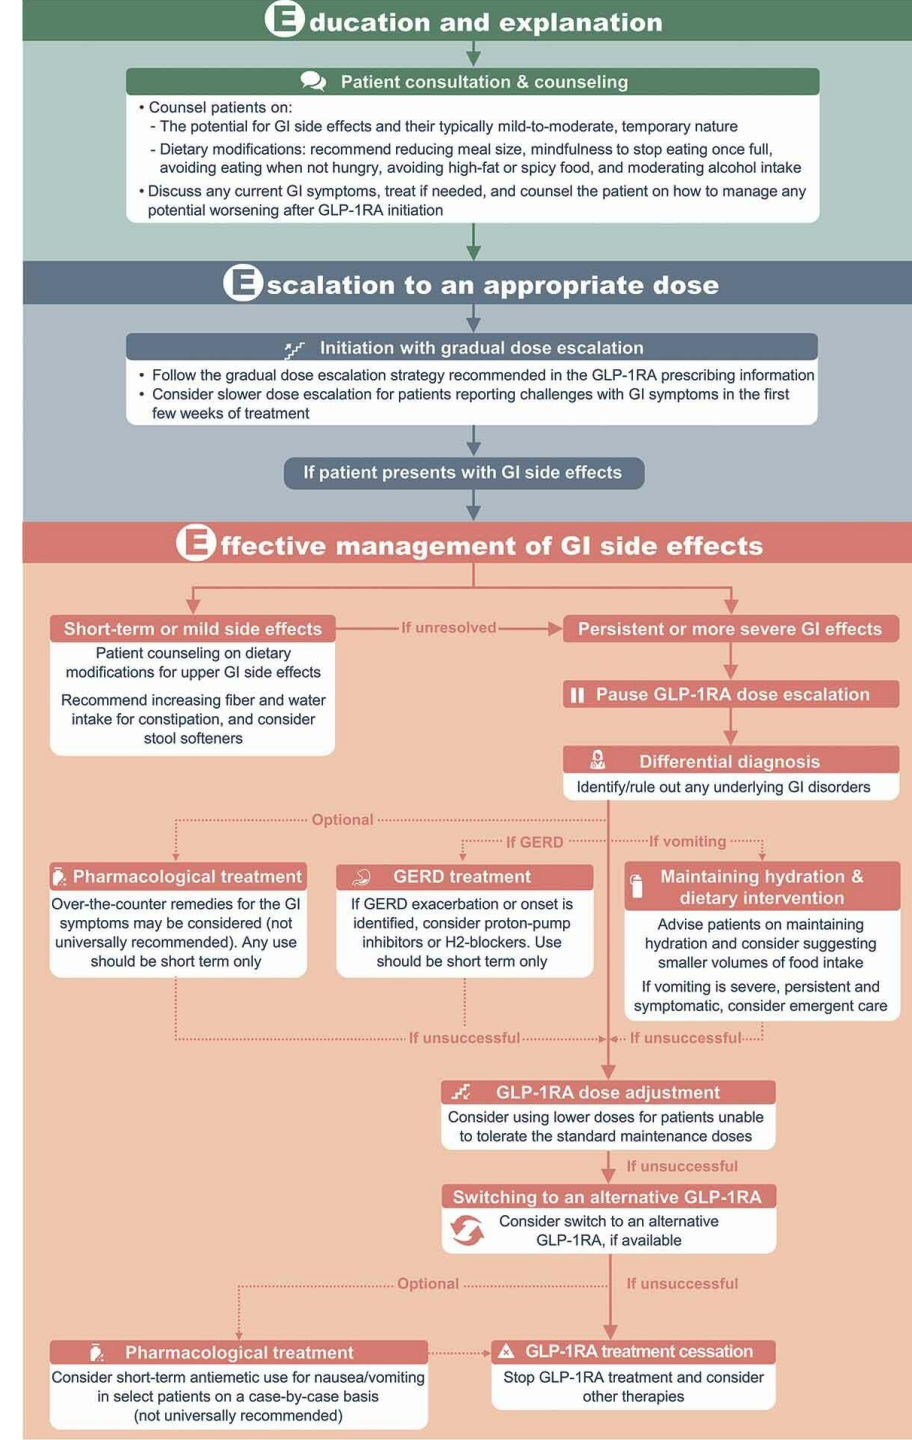 Education and explanation
Patient consultation & counseling
• Counsel patients on:
- The potential for GI side effects and their typically mild-to-moderate, temporary nature
- Dietary modifications: recommend reducing meal size, mindfulness to stop eating once full,
avoiding eating when not hungry, avoiding high-fat or spicy food, and moderating alcohol intake
• Discuss any current GI symptoms, treat if needed, and counsel the patient on how to manage any
potential worsening after GLP-1RA initiation
Escalation to an appropriate dose
Initiation with gradual dose escalation
• Follow the gradual dose escalation strategy recommended in the GLP-1RA prescribing information
• Consider slower dose escalation for patients reporting challenges with GI symptoms in the first
few weeks of treatment
If patient presents with GI side effects
Effective management of GI side effects
Short-term or mild side effects
Patient counseling on dietary
modifications for upper GI side effects
Recommend increasing fiber and water
intake for constipation, and consider
stool softeners
If unresolved
Persistent or more severe GI effects
Pause GLP-1RA dose escalation
Differential diagnosis
Identify/rule out any underlying GI disorders
Optional
If GERD
If vomiting
Pharmacological treatment
Over-the-counter remedies for the GI
symptoms may be considered (not
universally recommended). Any use
should be short term only
GERD treatment
If GERD exacerbation or onset is
identified, consider proton-pump
inhibitors or H2-blockers. Use
should be short term only
Maintaining hydration &
dietary intervention
Advise patients on maintaining
hydration and consider suggesting
smaller volumes of food intake
If vomiting is severe, persistent and
symptomatic, consider emergent care
If unsuccessful
If unsuccessful
GLP-1RA dose adjustment
Consider using lower doses for patients unable
to tolerate the standard maintenance doses
If unsuccessful
Switching to an alternative GLP-1RA
Consider switch to an alternative
GLP-1RA, if available
Optional
If unsuccessful
Pharmacological treatment
Consider short-term antiemetic use for nausea/vomiting
in select patients on a case-by-case basis
(not universally recommended)
GLP-1RA treatment cessation
Stop GLP-1RA treatment and consider
other therapies